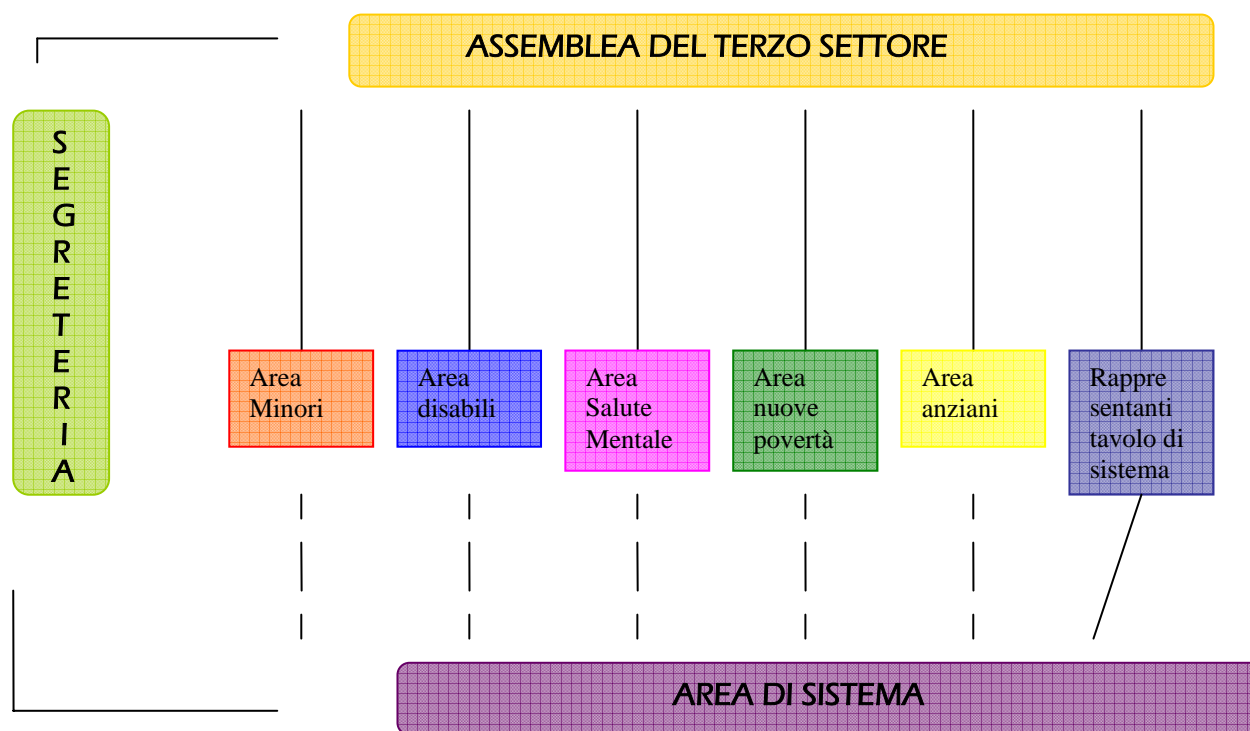 ASSEMBLEA DEL TERZO SETTORE
S
E
G
R
E
T
E
R
I
A
Area
Minori
Area
disabili
Area
Salute
Mentale
Area
nuove
povertà
Area
anziani
Rappre
sentanti
tavolo di
sistema
AREA DI SISTEMA